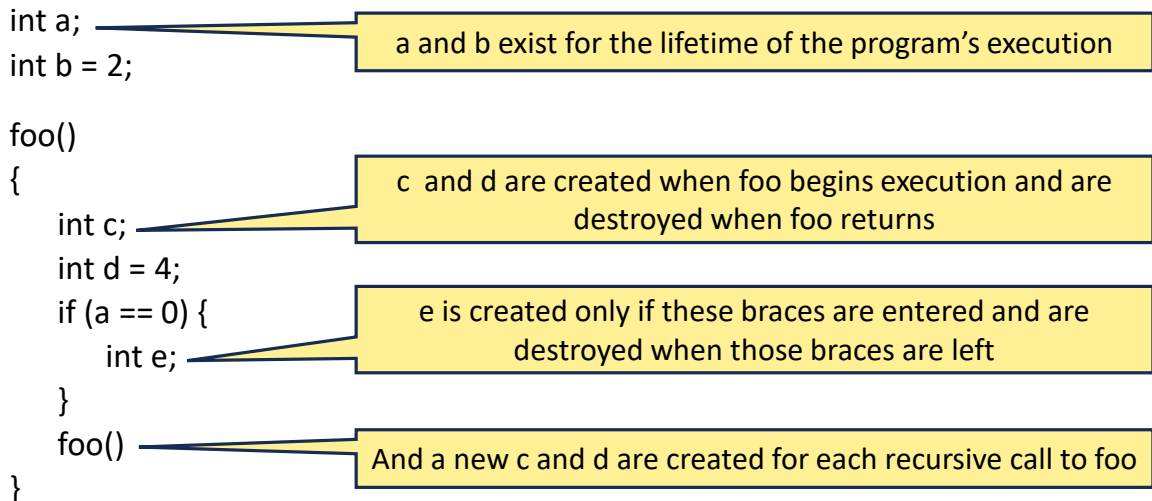 int a;
a and b exist for the lifetime of the program’s execution
int b = 2;
foo()
{
c  and d are created when foo begins execution and are
destroyed when foo returns
int c;
int d = 4;
if (a == 0) {
e is created only if these braces are entered and are
destroyed when those braces are left
int e;
}
foo()
And a new c and d are created for each recursive call to foo
}